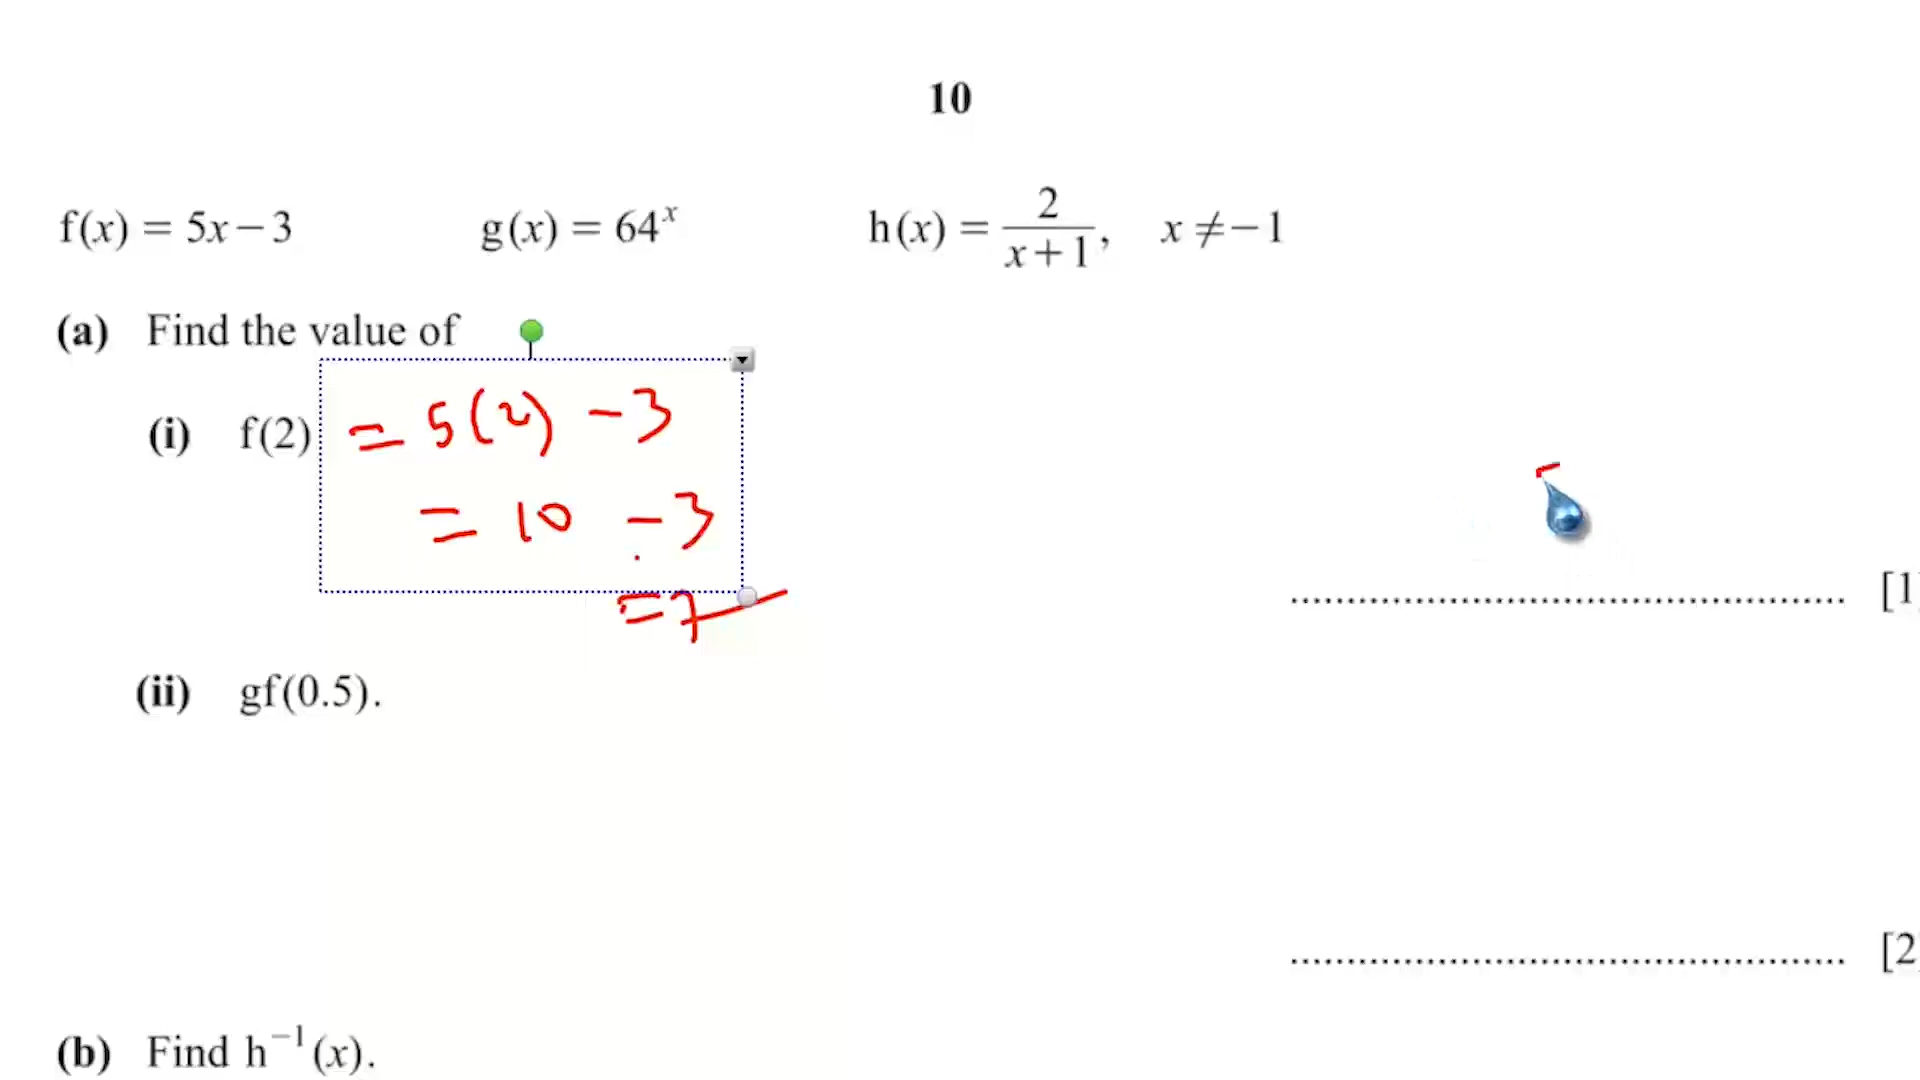 10
f(x) = 5x − 3 g(x) = 64^x h(x) = 2/(x + 1), x ≠ −1
(a) Find the value of
(i) f(2) = 5(2) − 3
= 10 − 3
= 7
.................................................. [1]
(ii) gf(0.5).
.................................................. [2]
(b) Find h^−1(x).